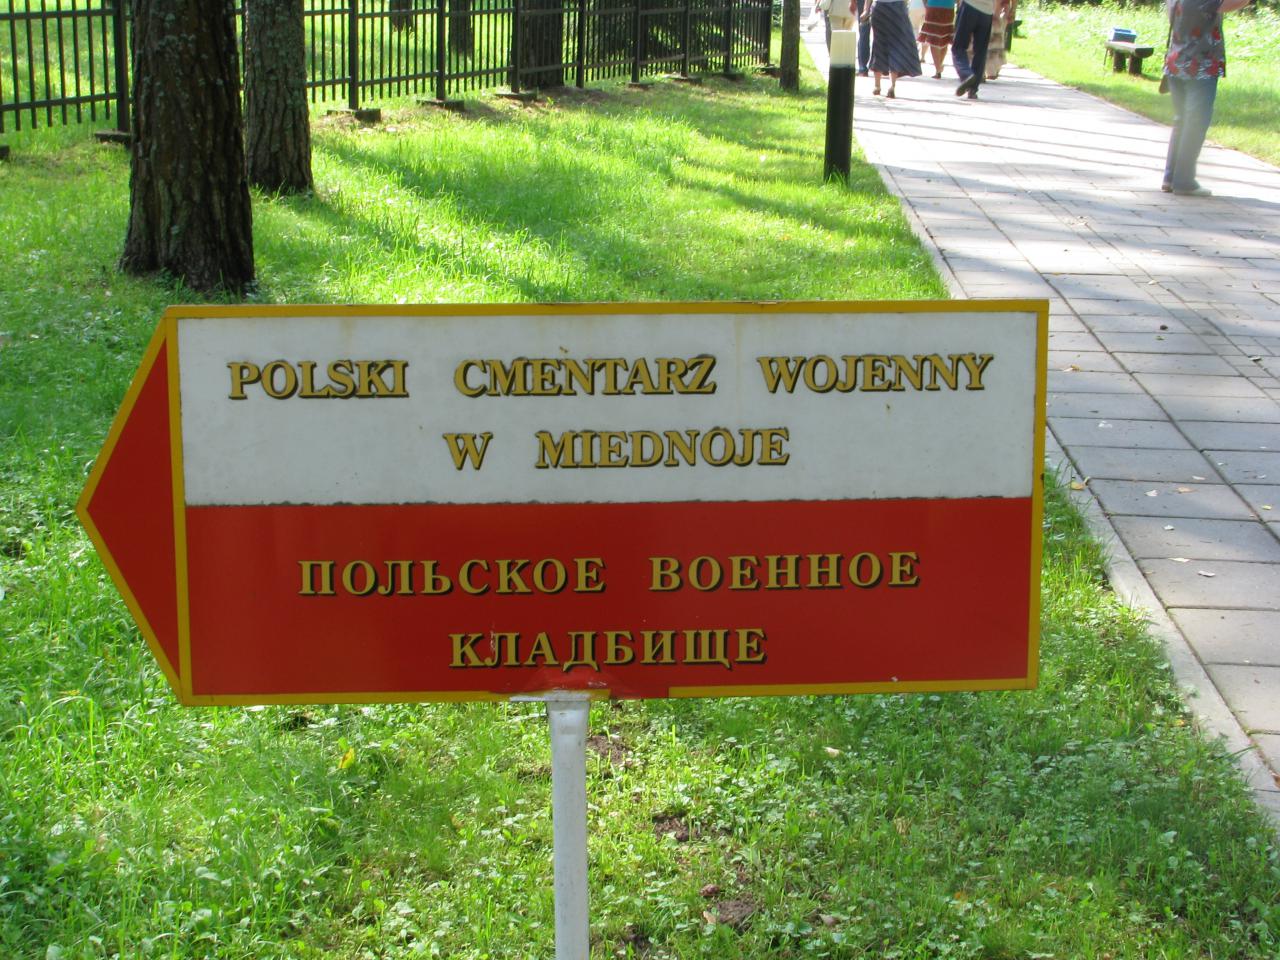 POLSKI CMENTARZ WOJENNY
W MIEDNOJE
ПОЛЬСКОЕ ВОЕННОЕ
КЛАДБИЩЕ